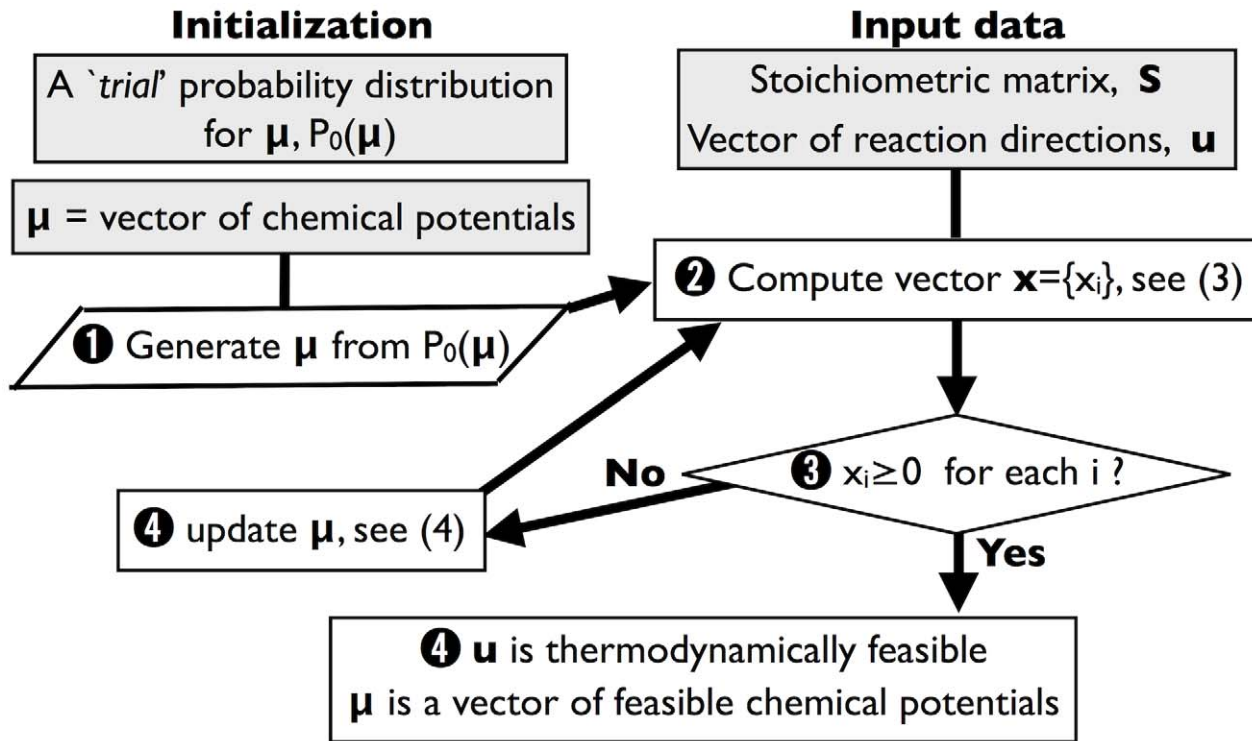 Initialization
A `trial' probability distribution
for μ, P₀(μ)
μ = vector of chemical potentials
❶ Generate μ from P₀(μ)
Input data
Stoichiometric matrix, S
Vector of reaction directions, u
❷ Compute vector x={xᵢ}, see (3)
❸ xᵢ≥0 for each i ?
No
❹ update μ, see (4)
Yes
❹ u is thermodynamically feasible
μ is a vector of feasible chemical potentials